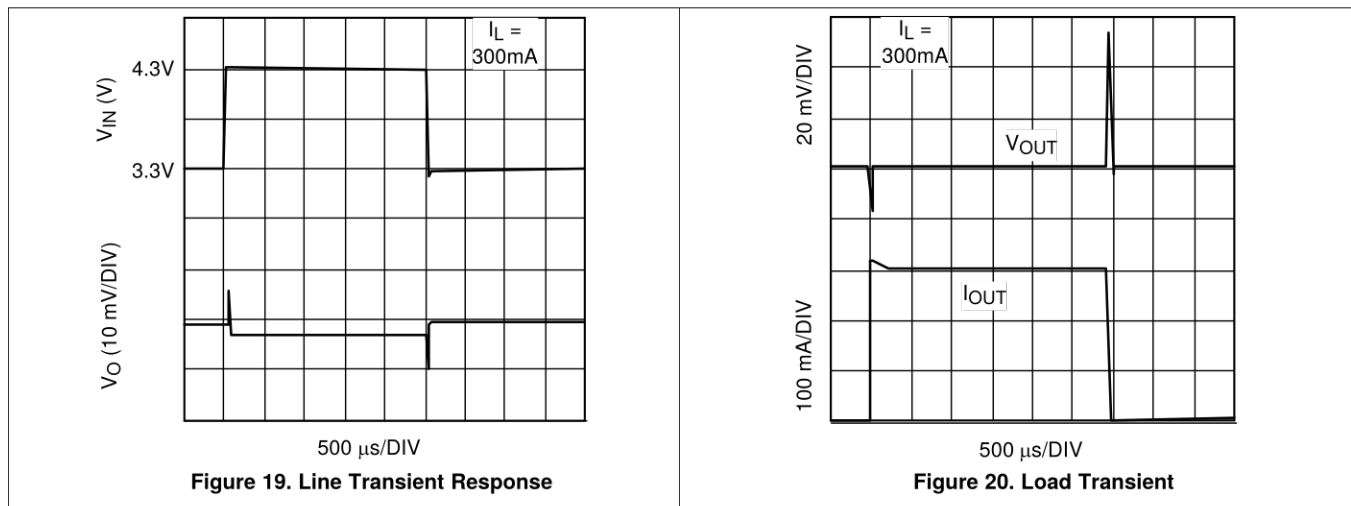 I_L =
300mA
4.3V
V_IN (V)
3.3V
V_O (10 mV/DIV)
500 µs/DIV
Figure 19. Line Transient Response
I_L =
300mA
20 mV/DIV
V_OUT
I_OUT
100 mA/DIV
500 µs/DIV
Figure 20. Load Transient